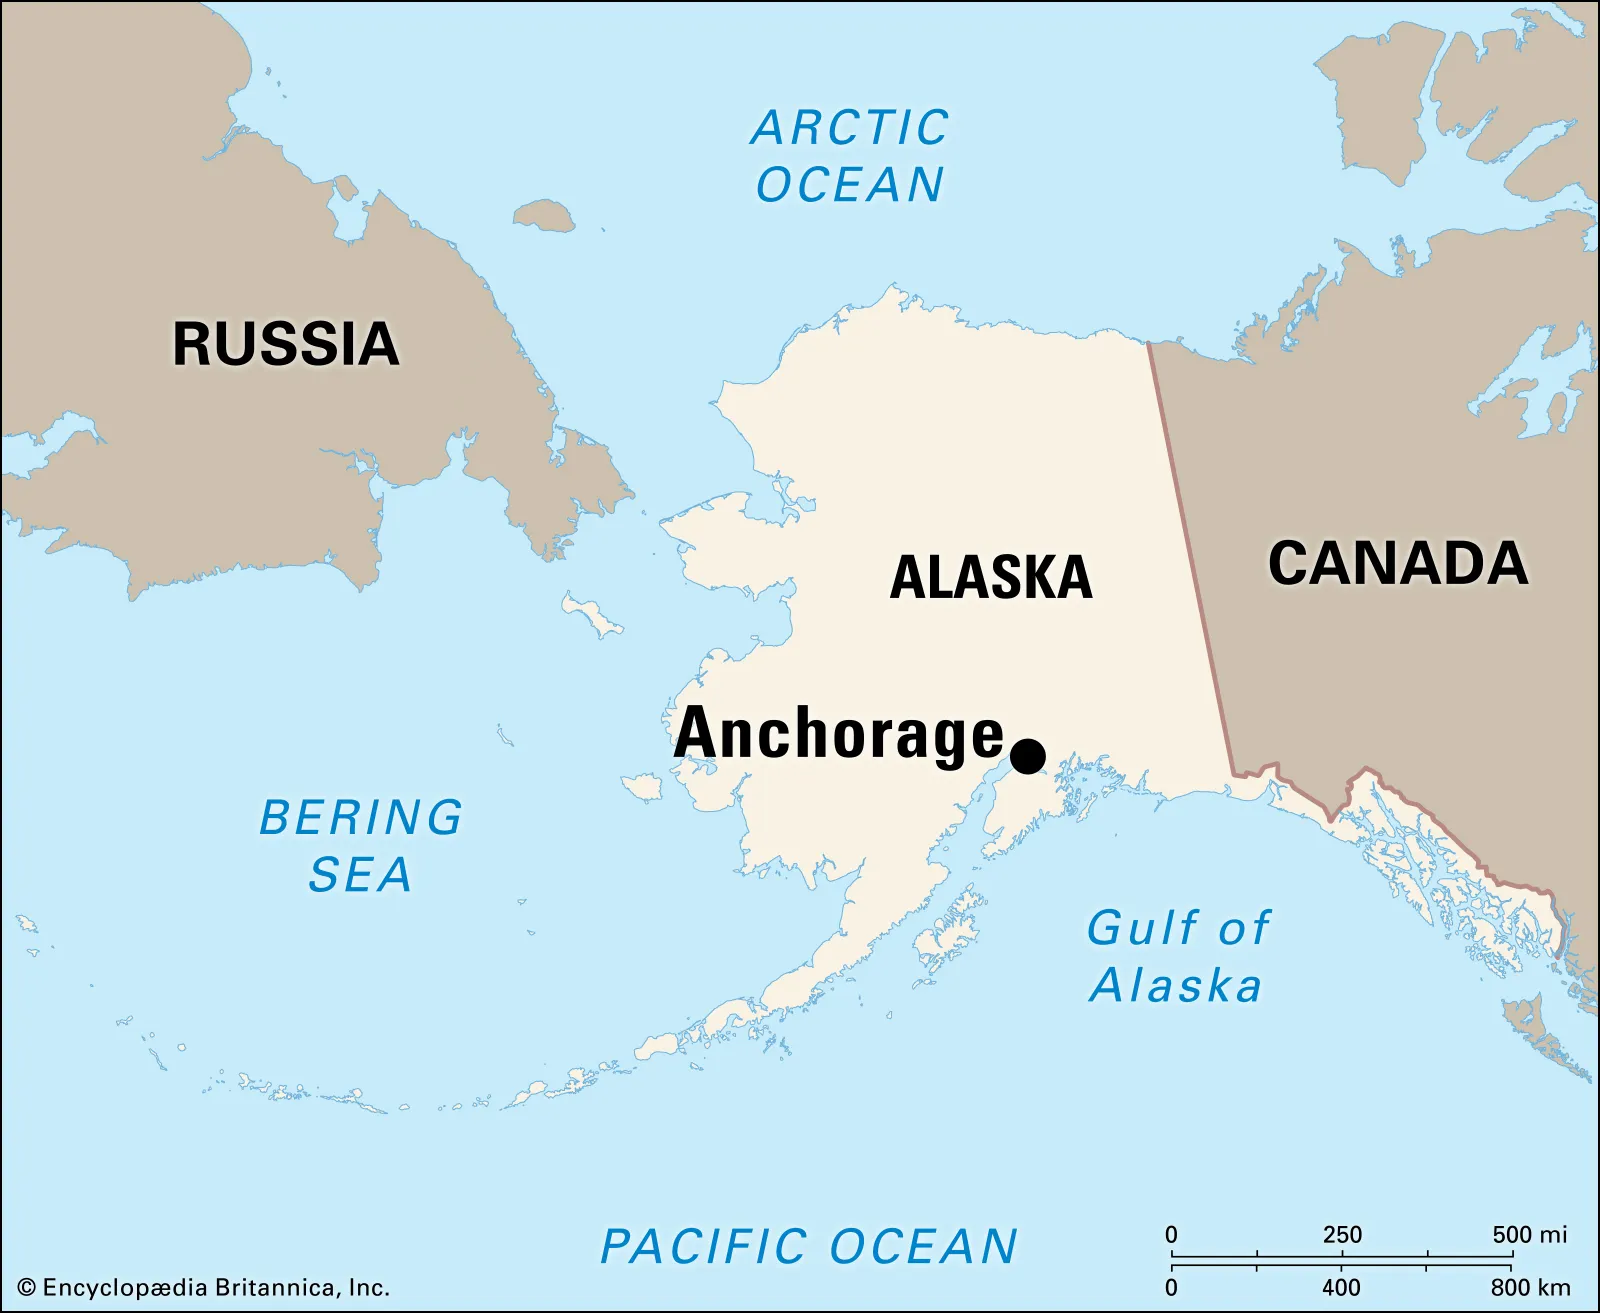 ARCTIC
OCEAN
RUSSIA
CANADA
ALASKA
Anchorage
BERING
SEA
Gulf of
Alaska
PACIFIC OCEAN
0 250 500 mi
0 400 800 km
© Encyclopædia Britannica, Inc.